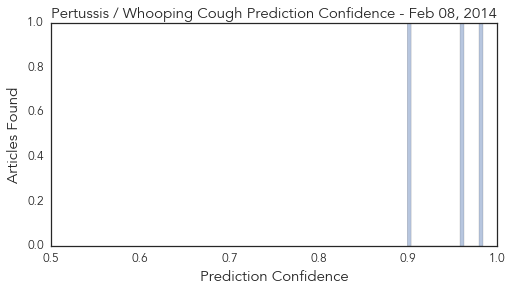 Pertussis / Whooping Cough Prediction Confidence - Feb 08, 2014
1.0
0.8
0.6
0.4
0.2
0.0
Articles Found
0.5 0.6 0.7 0.8 0.9 1.0
Prediction Confidence